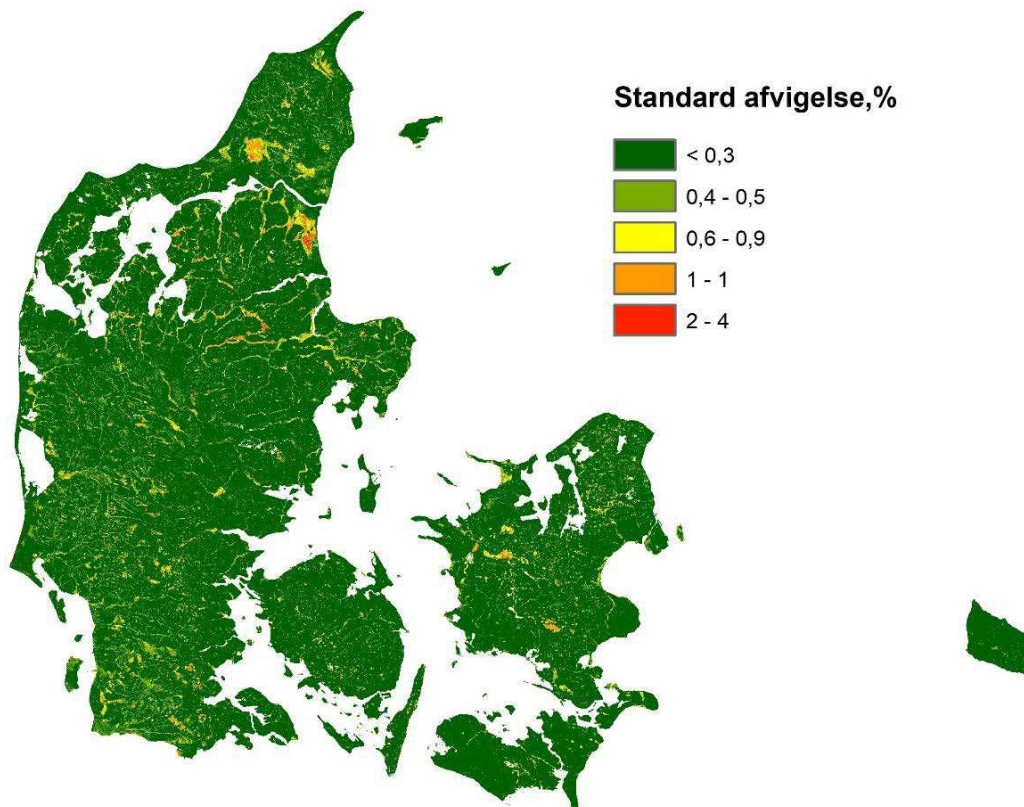 Standard afvigelse,%
< 0,3
0,4 - 0,5
0,6 - 0,9
1 - 1
2 - 4